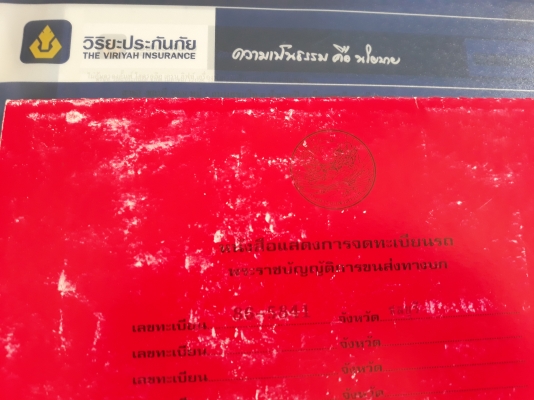 วิริยะประกันภัย
THE VIRIYAH INSURANCE
ความเป็นธรรม คือ นโยบาย
หนังสือแสดงการจดทะเบียนรถ
พระราชบัญญัติการขนส่งทางบก
เลขทะเบียน จังหวัด
เลขทะเบียน จังหวัด
เลขทะเบียน จังหวัด
จังหวัด